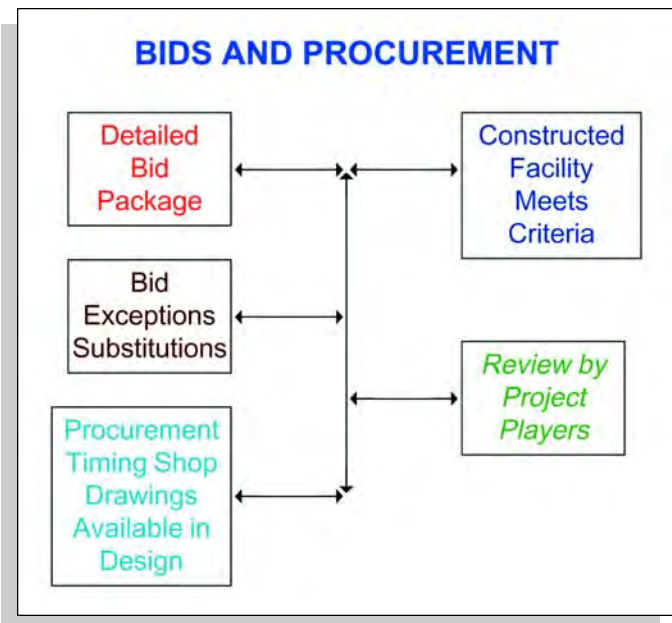 BIDS AND PROCUREMENT
Detailed
Bid
Package
Bid
Exceptions
Substitutions
Procurement
Timing Shop
Drawings
Available in
Design
Constructed
Facility
Meets
Criteria
Review by
Project
Players